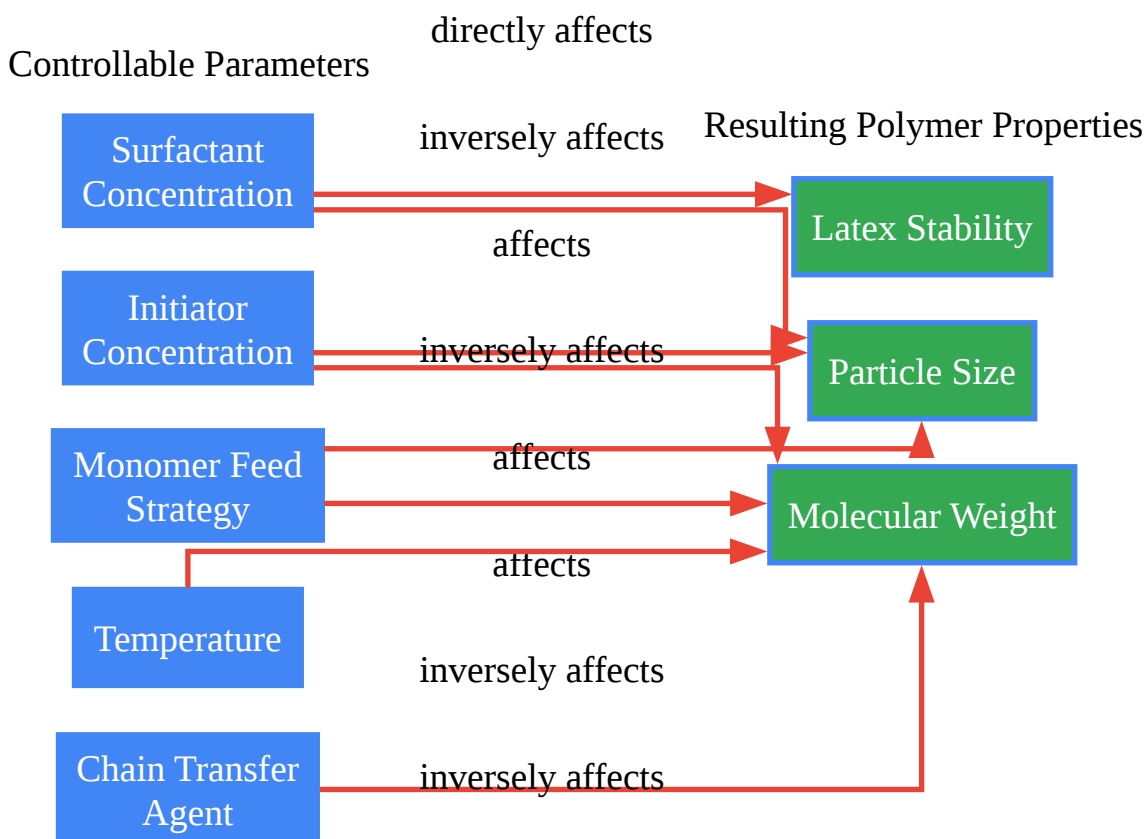 directly affects
Controllable Parameters
inversely affects
Resulting Polymer Properties
Surfactant
Concentration
Latex Stability
affects
Initiator
Concentration
inversely affects
Particle Size
Monomer Feed
Strategy
affects
Molecular Weight
affects
Temperature
inversely affects
Chain Transfer
Agent
inversely affects